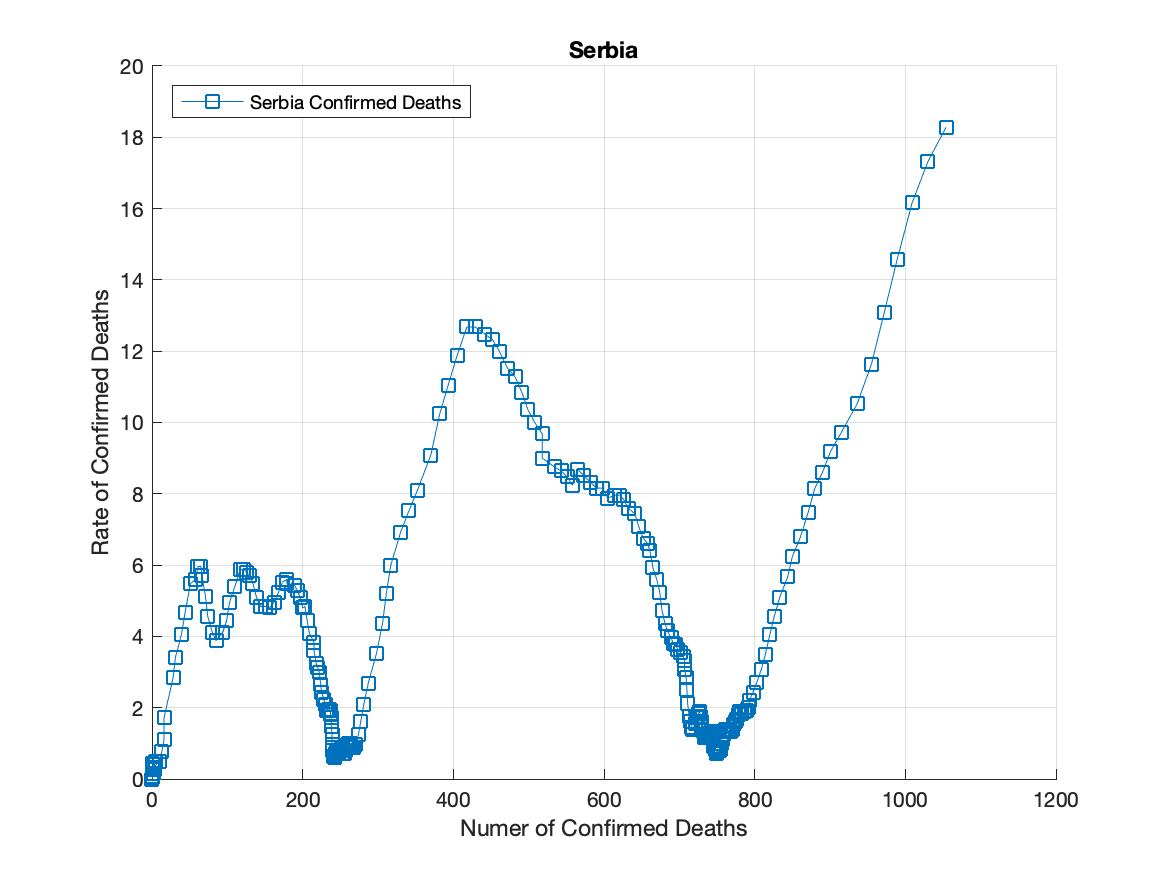 Serbia
20
Serbia Confirmed Deaths
18
16
14
12
10
8
6
4
2
0
Rate of Confirmed Deaths
0 200 400 600 800 1000 1200
Numer of Confirmed Deaths